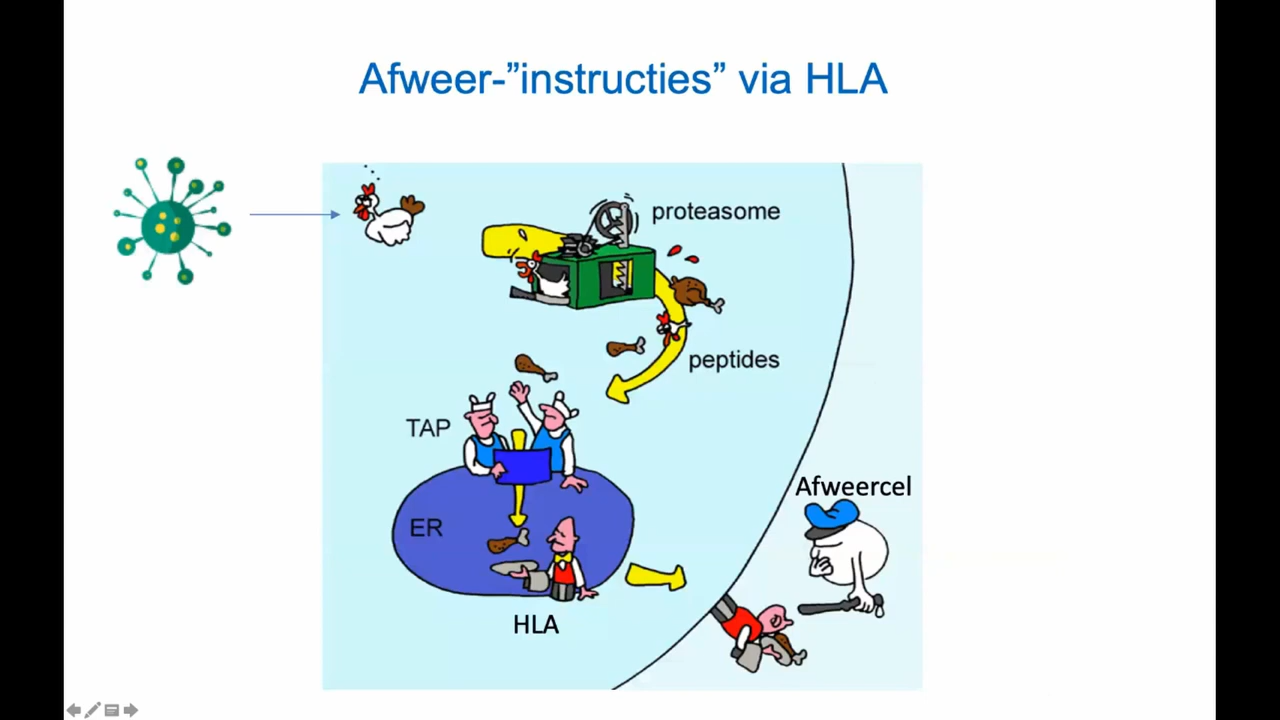 Afweer-”instructies” via HLA
proteasome
peptides
TAP
Afweercel
ER
HLA